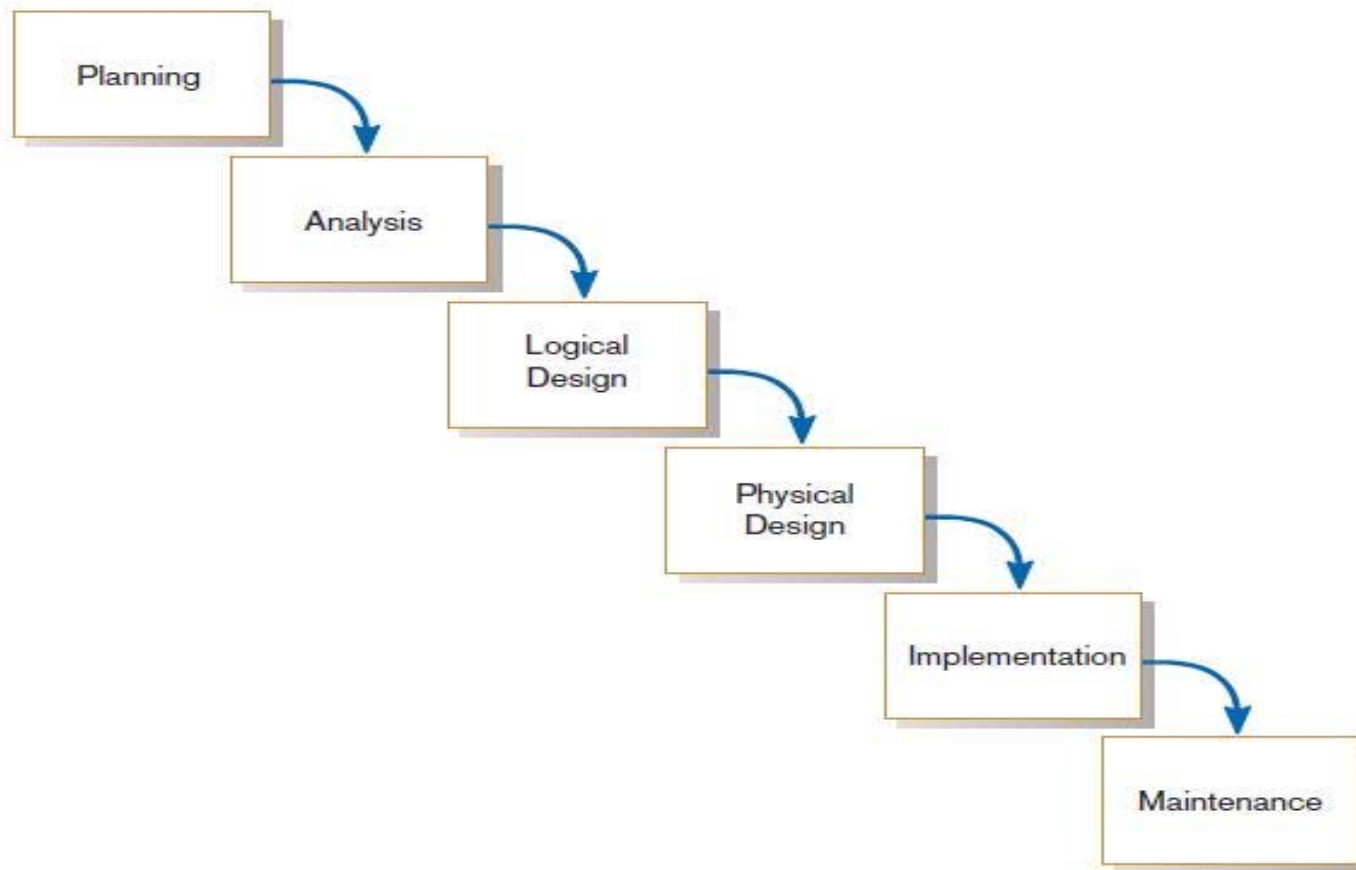 Planning
Analysis
Logical
Design
Physical
Design
Implementation
Maintenance